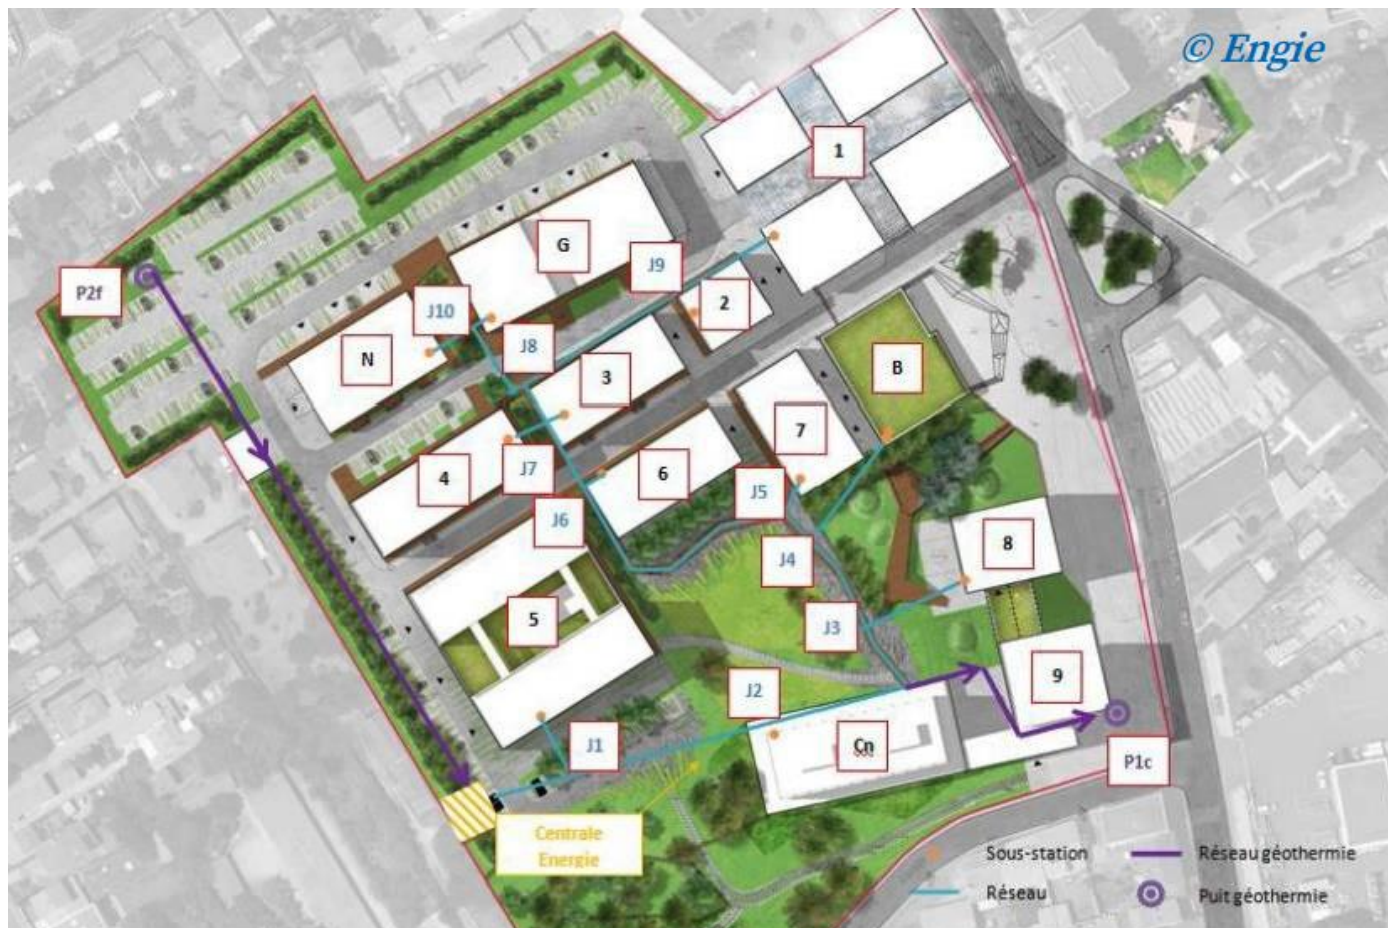 © Engie
1
G
P2f
J9
2
J10
J8
N
3
B
7
4
J7
6
J5
J6
8
J4
5
J3
9
J2
J1
Cn
P1c
Centrale
Energie
Sous-station
Réseau géothermie
Réseau
Puit géothermie